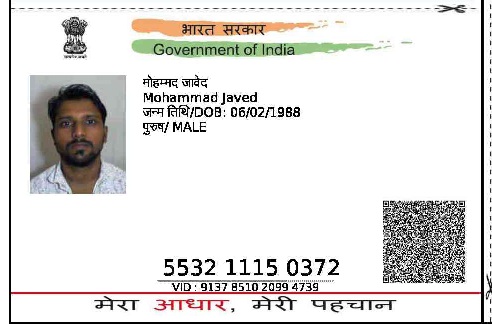 भारत सरकार
Government of India
मोहम्मद जावेद
Mohammad Javed
जन्म तिथि/DOB: 06/02/1988
पुरुष/ MALE
5532 1115 0372
VID : 9137 8510 2099 4739
मेरा आधार, मेरी पहचान